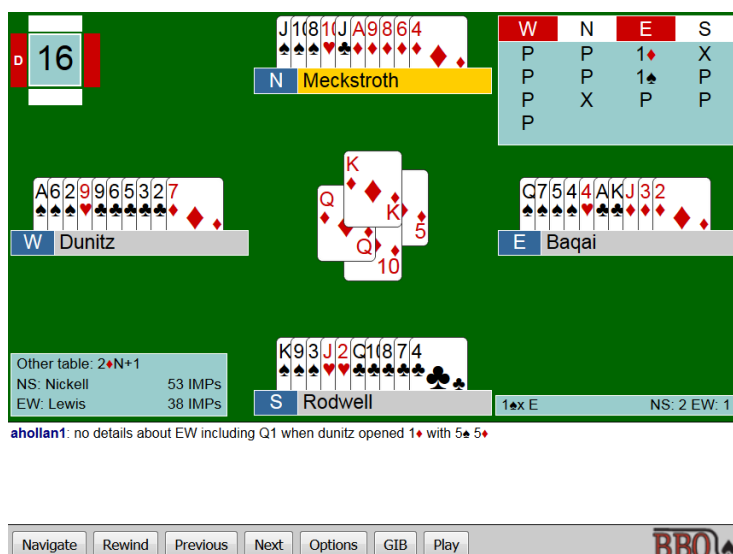 J 10 8 10 J A 9 8 6 4
N Meckstroth
D 16
W N E S
P P 1♦ X
P P 1♠ P
P X P P
P
A 6 2 9 9 6 5 3 2 7
W Dunitz
Q 7 5 4 4 A K J 3 2
E Baqai
K
Q K 5
Q 10
K 9 3 J 2 Q 10 8 7 4
S Rodwell
Other table: 2♦N+1
NS: Nickell 53 IMPs
EW: Lewis 38 IMPs
1♠x E NS: 2 EW: 1
ahollan1: no details about EW including Q1 when dunitz opened 1♦ with 5♠ 5♦
Navigate Rewind Previous Next Options GIB Play
BBO